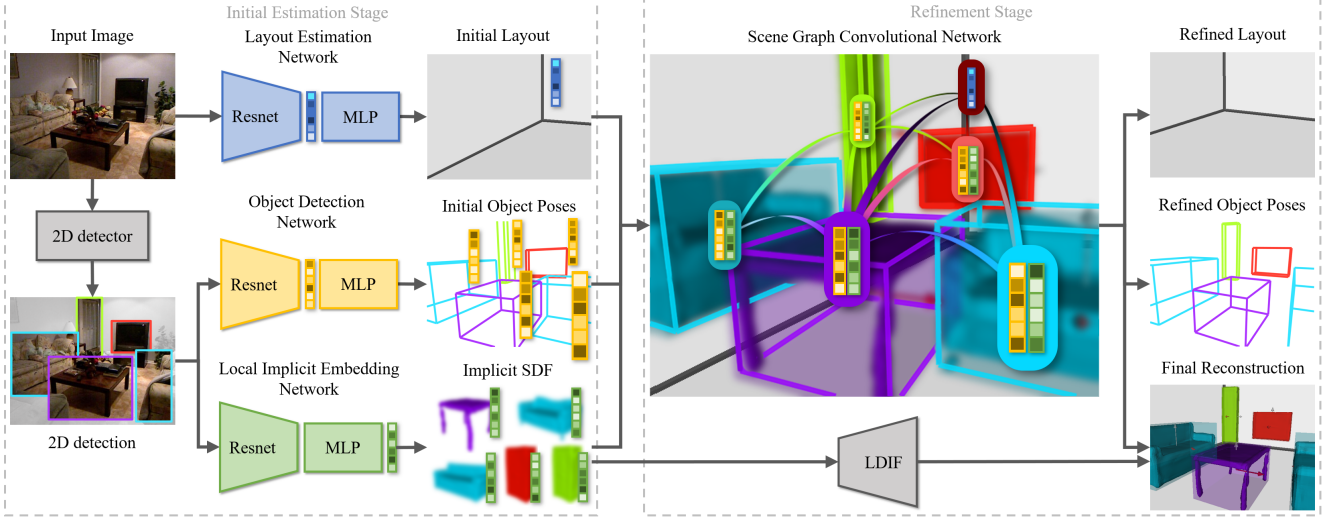 Initial Estimation Stage
Refinement Stage
Input Image
Layout Estimation
Network
Initial Layout
Scene Graph Convolutional Network
Refined Layout
Resnet
MLP
2D detector
Object Detection
Network
Initial Object Poses
Refined Object Poses
Resnet
MLP
2D detection
Local Implicit Embedding
Network
Implicit SDF
Final Reconstruction
Resnet
MLP
LDIF